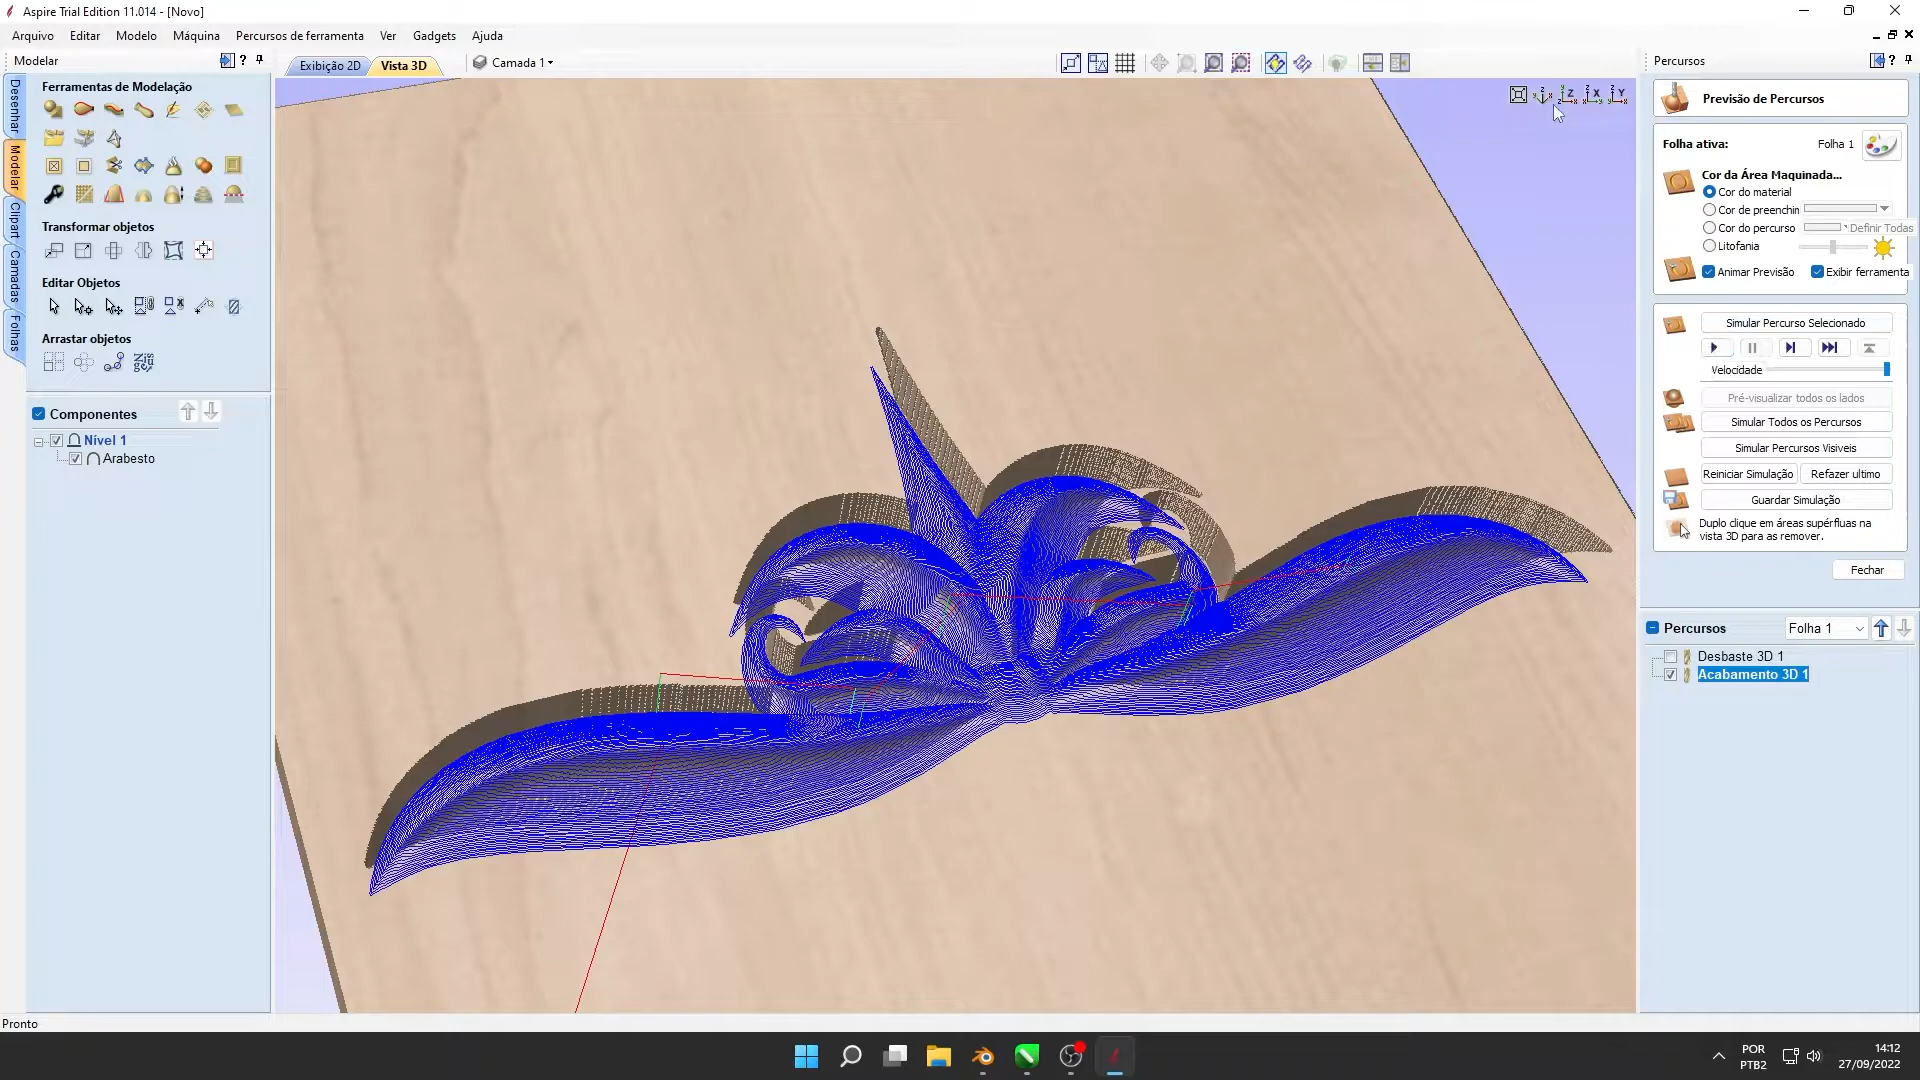 Aspire Trial Edition 11.014 - [Novo]
Arquivo Editar Modelo Máquina Percursos de ferramenta Ver Gadgets Ajuda
Modelar
Exibição 2D Vista 3D Camada 1
Percursos
Desenhar
Modelar
Clipart
Camadas
Folhas
Ferramentas de Modelação
Transformar objetos
Editar Objetos
Arrastar objetos
Componentes
Nível 1
Arabesto
Previsão de Percursos
Folha ativa: Folha 1
Cor da Área Maquinada...
Cor do material
Cor de preenchin
Cor do percurso Definir Todas
Litofania
Animar Previsão Exibir ferramenta
Simular Percurso Selecionado
Velocidade
Pré-visualizar todos os lados
Simular Todos os Percursos
Simular Percursos Visiveis
Reiniciar Simulação Refazer ultimo
Guardar Simulação
Duplo clique em áreas supérfluas na
vista 3D para as remover.
Fechar
Percursos Folha 1
Desbaste 3D 1
Acabamento 3D 1
Pronto
POR
PTB2
14:12
27/09/2022